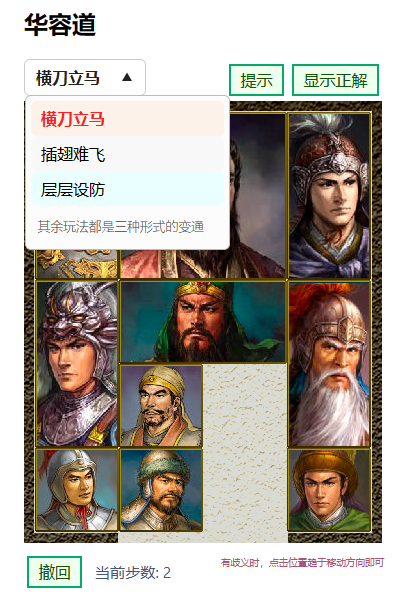 华容道
横刀立马 ▲
提示 显示正解
横刀立马
插翅难飞
层层设防
其余玩法都是三种形式的变通
撤回 当前步数: 2 有歧义时，点击位置趋于移动方向即可